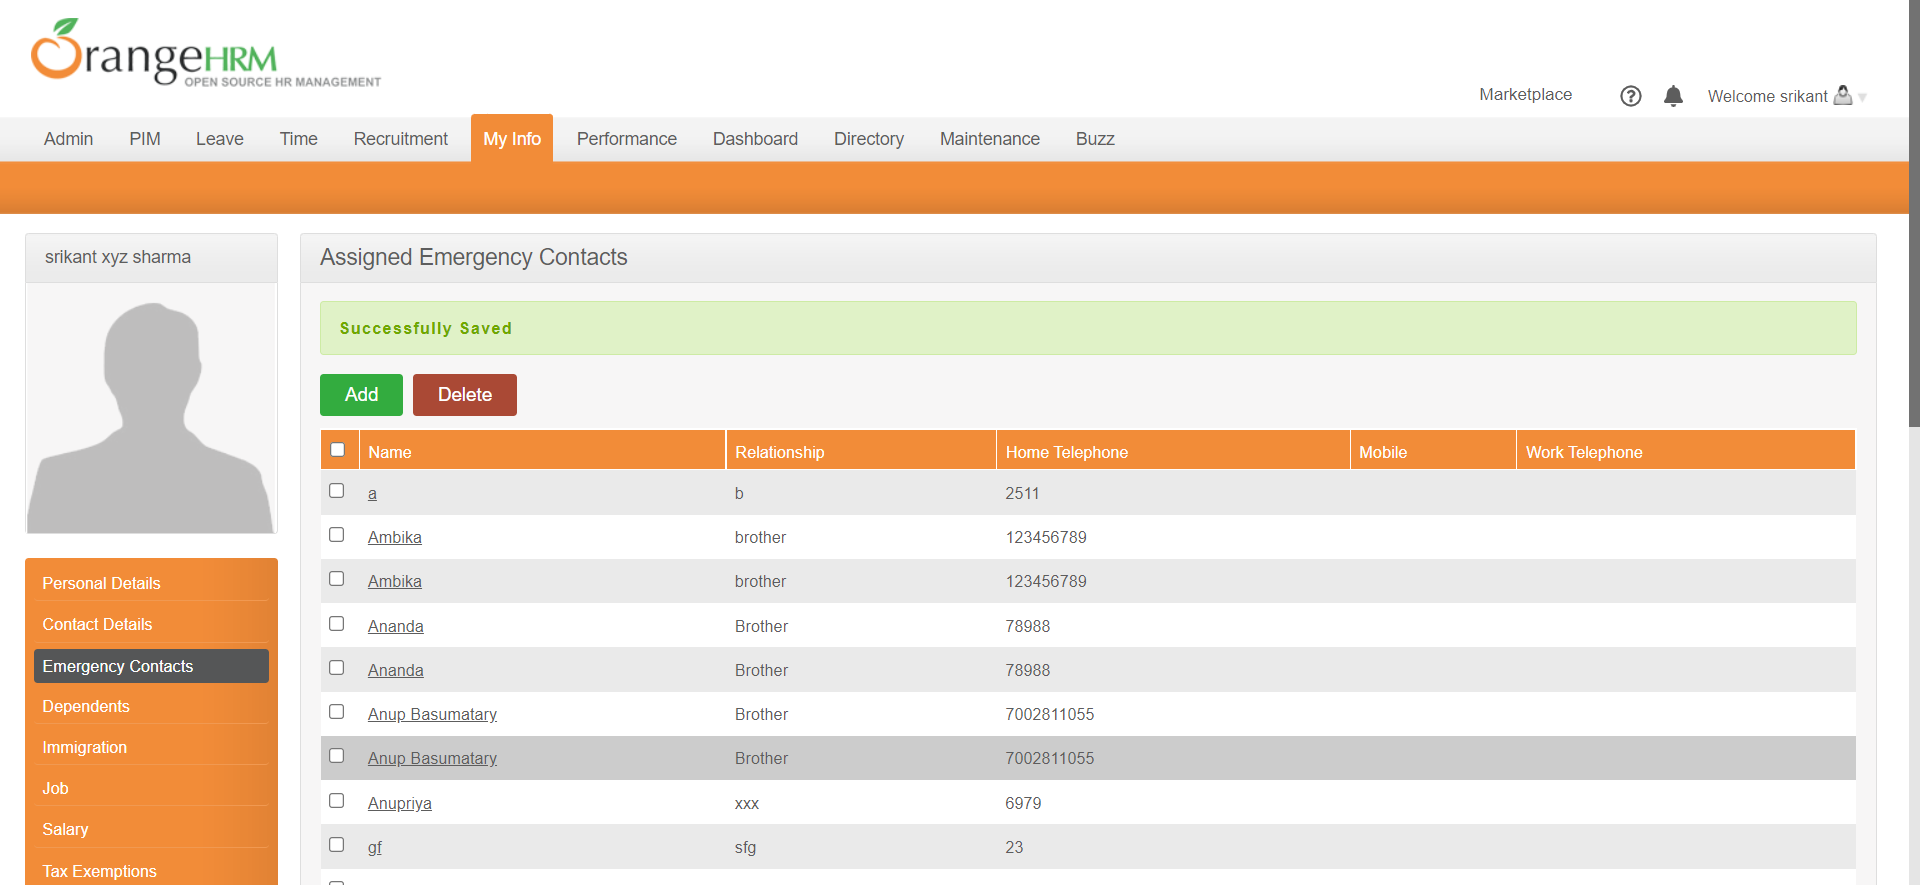 OrangeHRM
OPEN SOURCE HR MANAGEMENT
Marketplace
Welcome srikant
Admin PIM Leave Time Recruitment My Info Performance Dashboard Directory Maintenance Buzz
srikant xyz sharma
Assigned Emergency Contacts
Successfully Saved
Add Delete
Name Relationship Home Telephone Mobile Work Telephone
a b 2511
Ambika brother 123456789
Ambika brother 123456789
Ananda Brother 78988
Ananda Brother 78988
Anup Basumatary Brother 7002811055
Anup Basumatary Brother 7002811055
Anupriya xxx 6979
gf sfg 23
Personal Details
Contact Details
Emergency Contacts
Dependents
Immigration
Job
Salary
Tax Exemptions